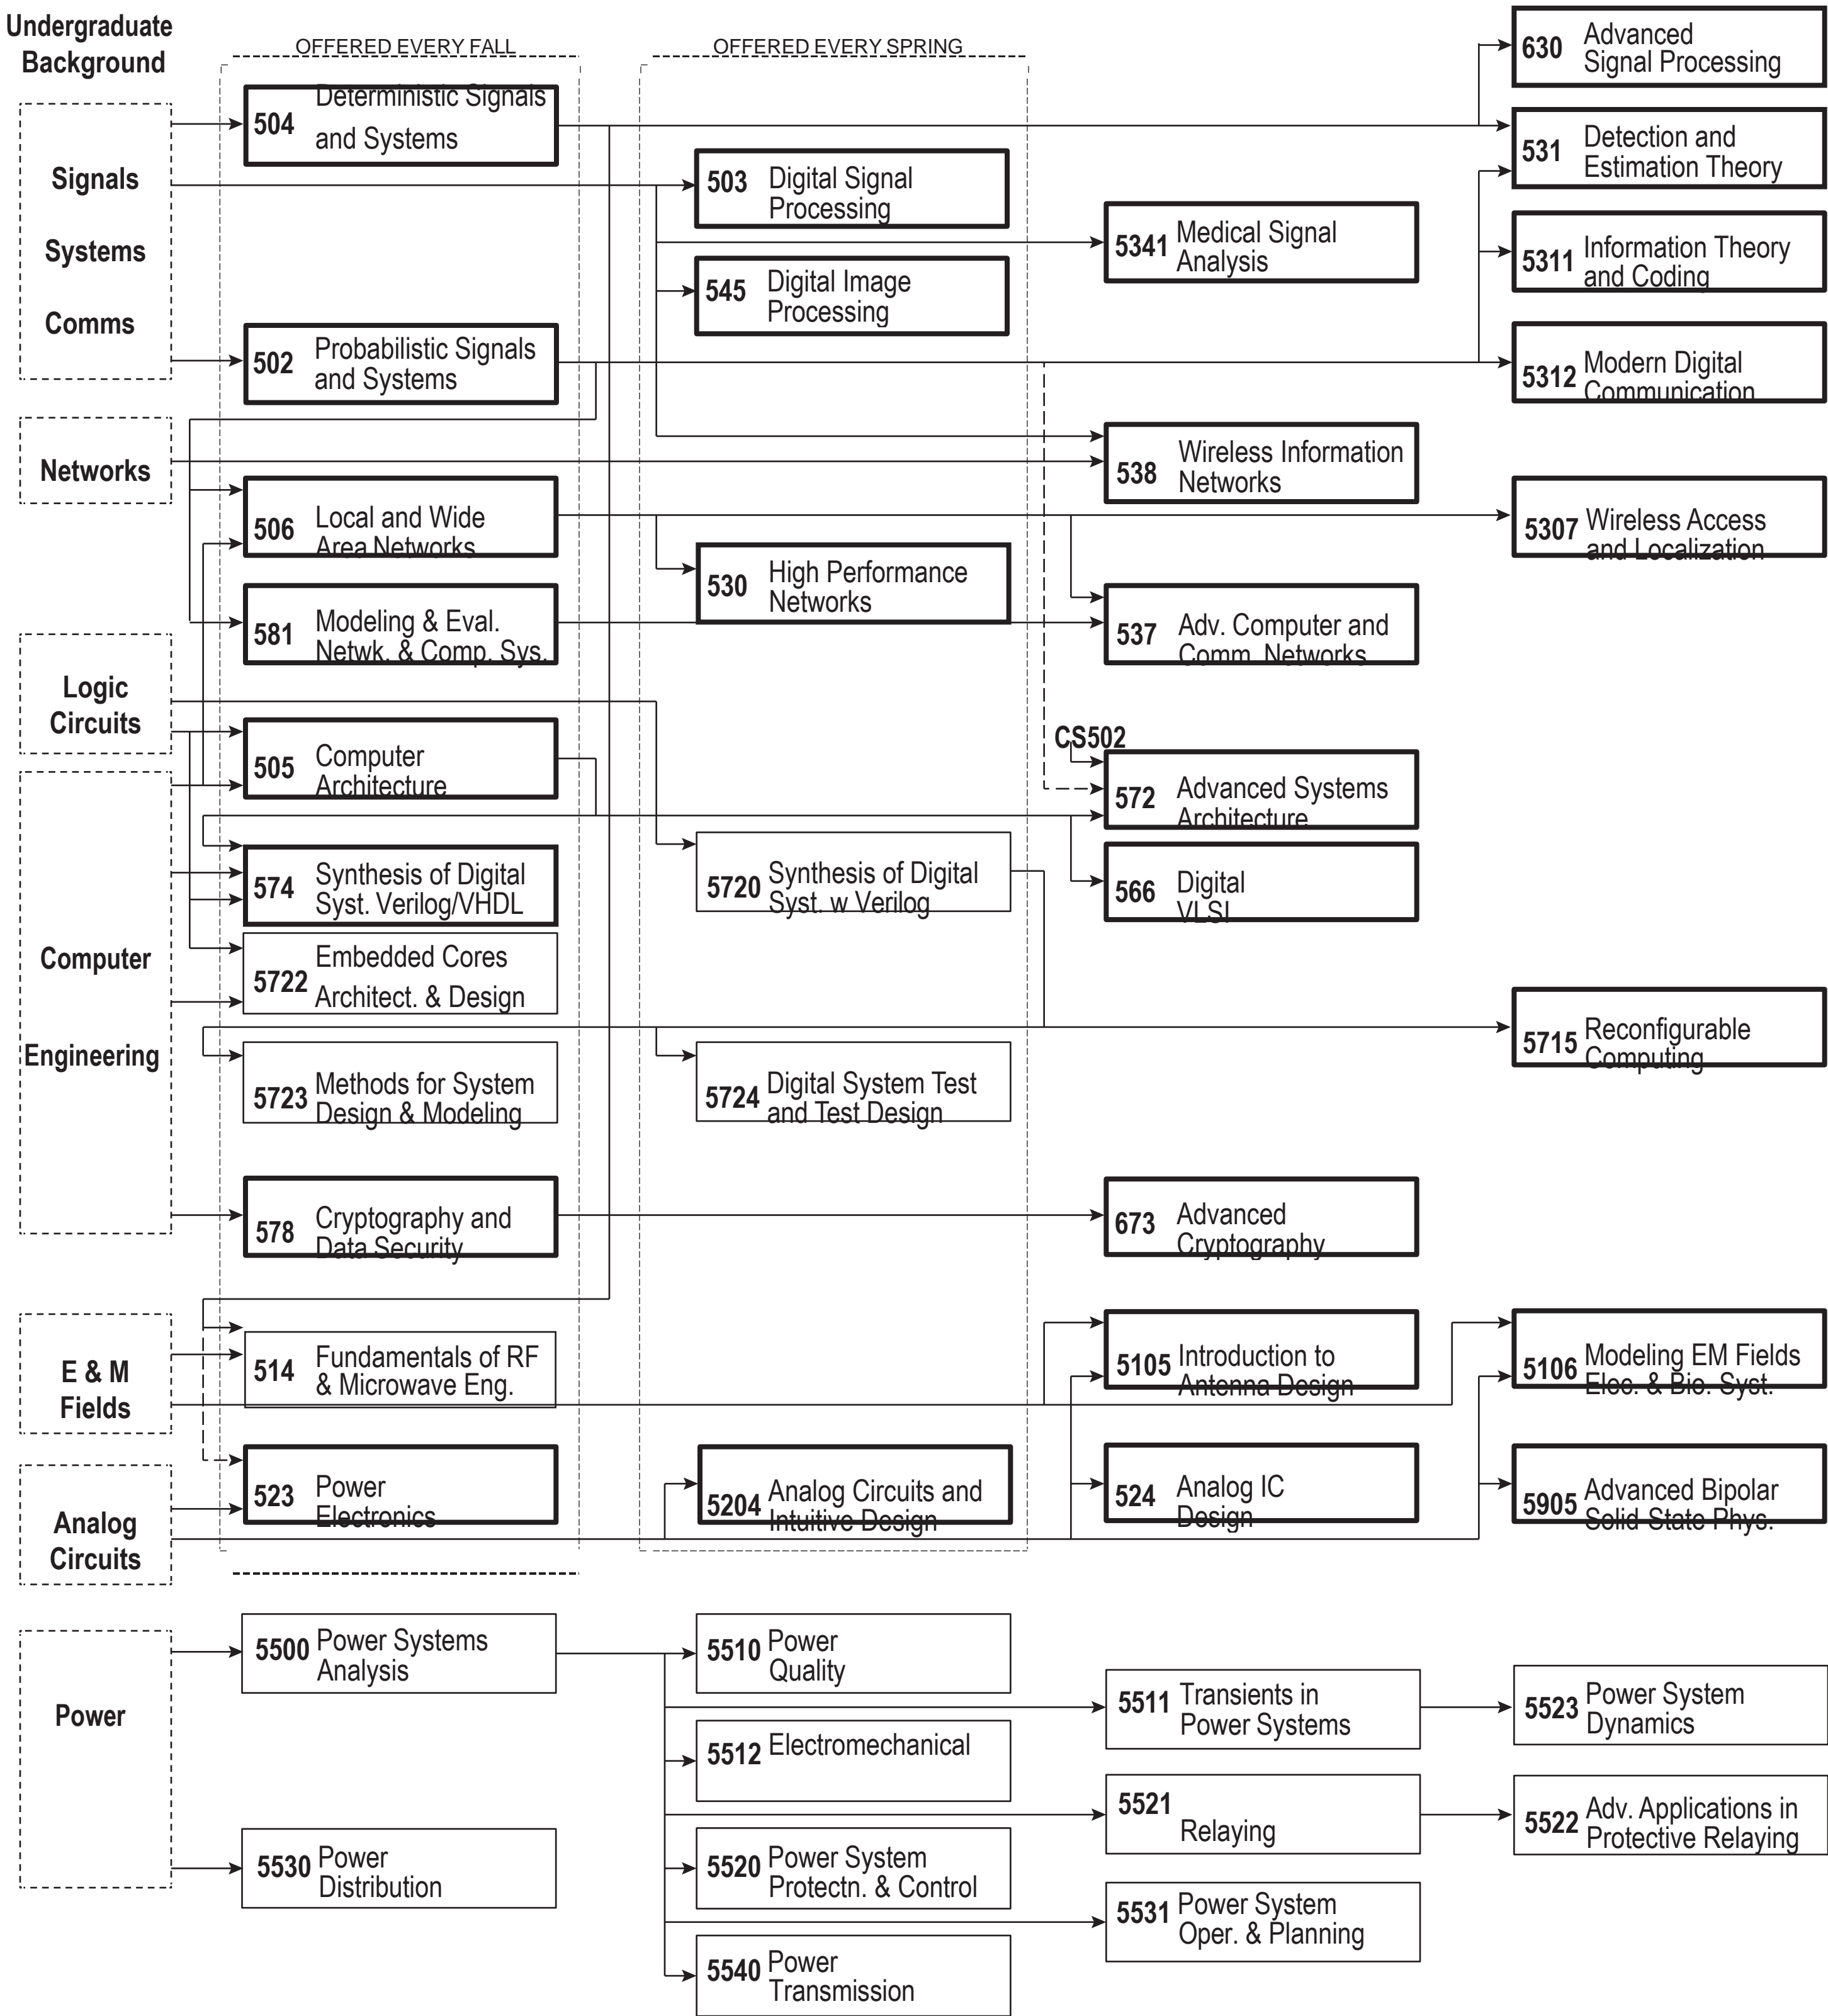 Undergraduate
Background
OFFERED EVERY FALL
OFFERED EVERY SPRING
Signals
Systems
Comms
Networks
Logic
Circuits
Computer
Engineering
E & M
Fields
Analog
Circuits
Power
504 Deterministic Signals
and Systems
502 Probabilistic Signals
and Systems
506 Local and Wide
Area Networks
581 Modeling & Eval.
Netwk. & Comp. Sys.
505 Computer
Architecture
574 Synthesis of Digital
Syst. Verilog/VHDL
5722 Embedded Cores
Architect. & Design
5723 Methods for System
Design & Modeling
578 Cryptography and
Data Security
514 Fundamentals of RF
& Microwave Eng.
523 Power
Electronics
5500 Power Systems
Analysis
5530 Power
Distribution
503 Digital Signal
Processing
545 Digital Image
Processing
530 High Performance
Networks
5720 Synthesis of Digital
Syst. w Verilog
5724 Digital System Test
and Test Design
5204 Analog Circuits and
Intuitive Design
5510 Power
Quality
5512 Electromechanical
5520 Power System
Protectn. & Control
5540 Power
Transmission
5341 Medical Signal
Analysis
538 Wireless Information
Networks
537 Adv. Computer and
Comm. Networks
CS502
572 Advanced Systems
Architecture
566 Digital
VLSI
673 Advanced
Cryptography
5105 Introduction to
Antenna Design
524 Analog IC
Design
5511 Transients in
Power Systems
5521
Relaying
5531 Power System
Oper. & Planning
630 Advanced
Signal Processing
531 Detection and
Estimation Theory
5311 Information Theory
and Coding
5312 Modern Digital
Communication
5307 Wireless Access
and Localization
5715 Reconfigurable
Computing
5106 Modeling EM Fields
Elec. & Bio. Syst.
5905 Advanced Bipolar
Solid State Phys.
5523 Power System
Dynamics
5522 Adv. Applications in
Protective Relaying